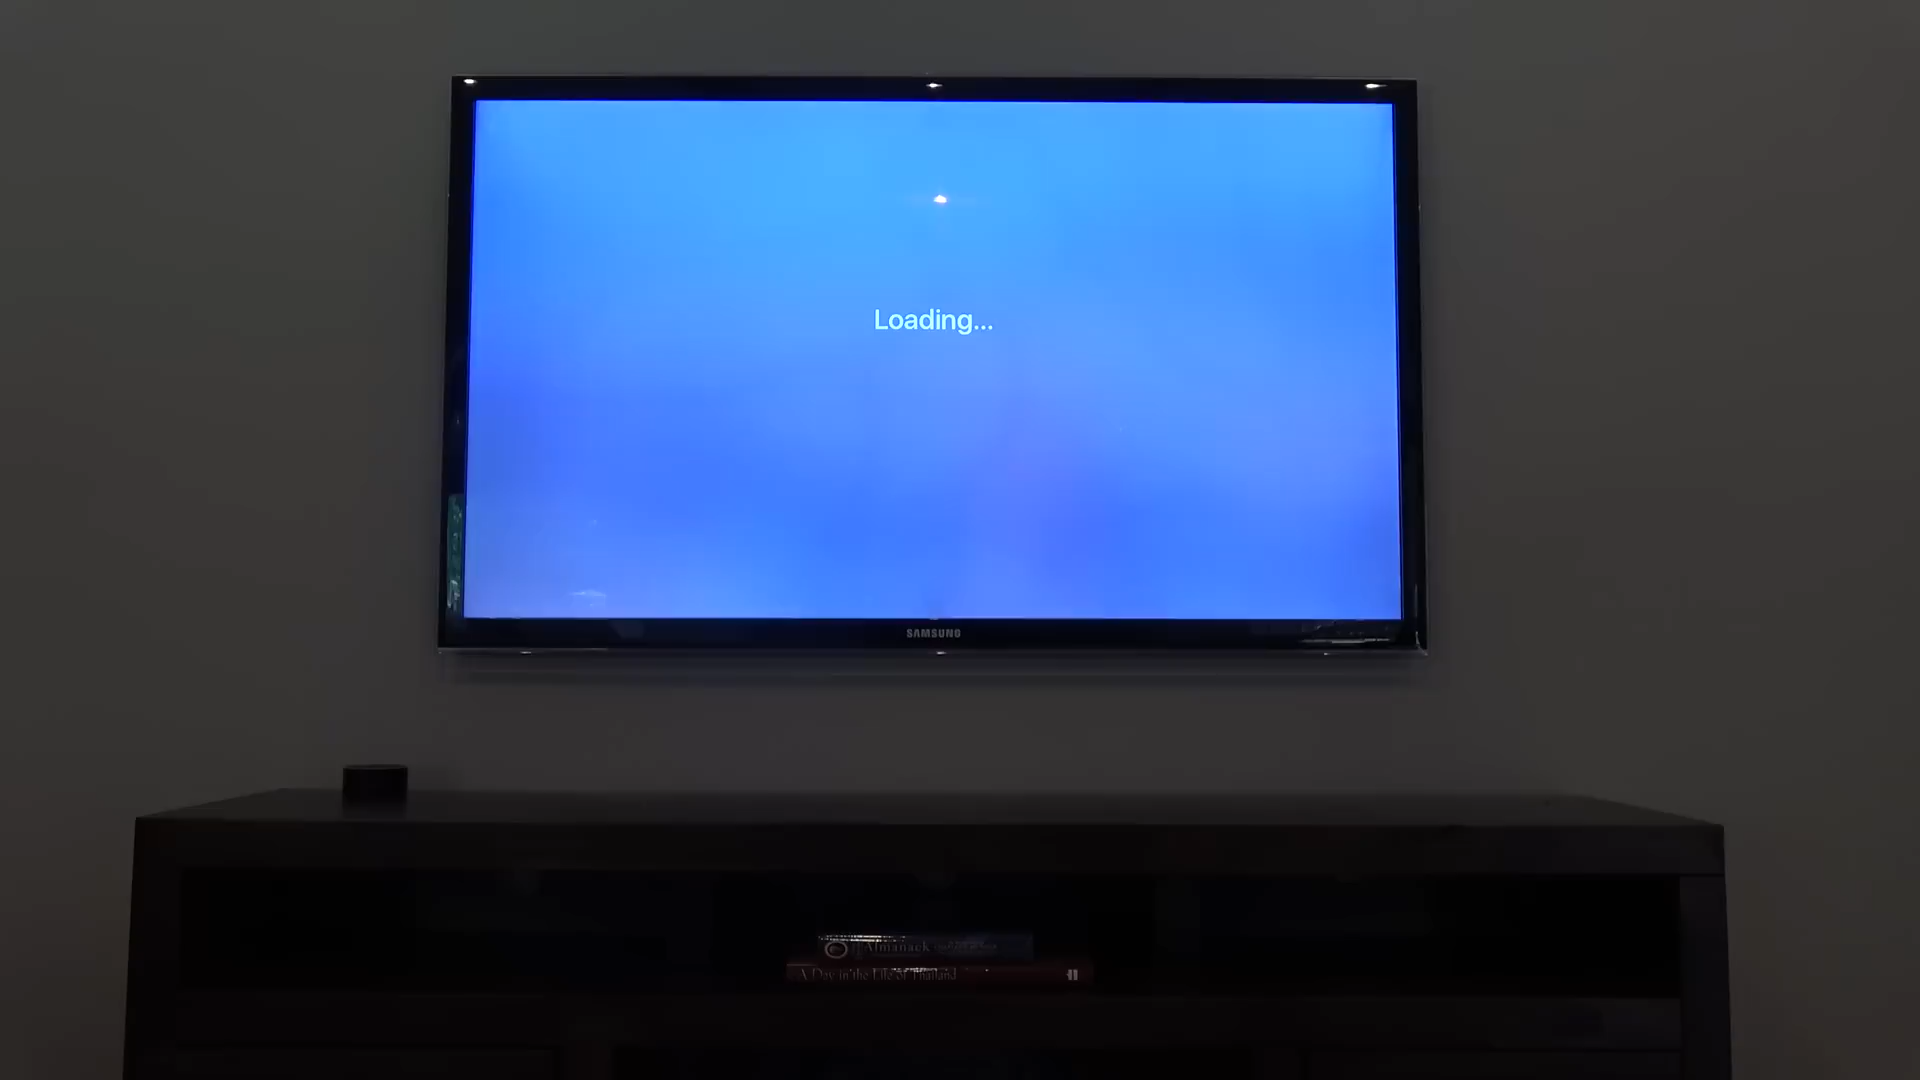 Loading...
SAMSUNG
Almanack
A Day in the Life of Thailand